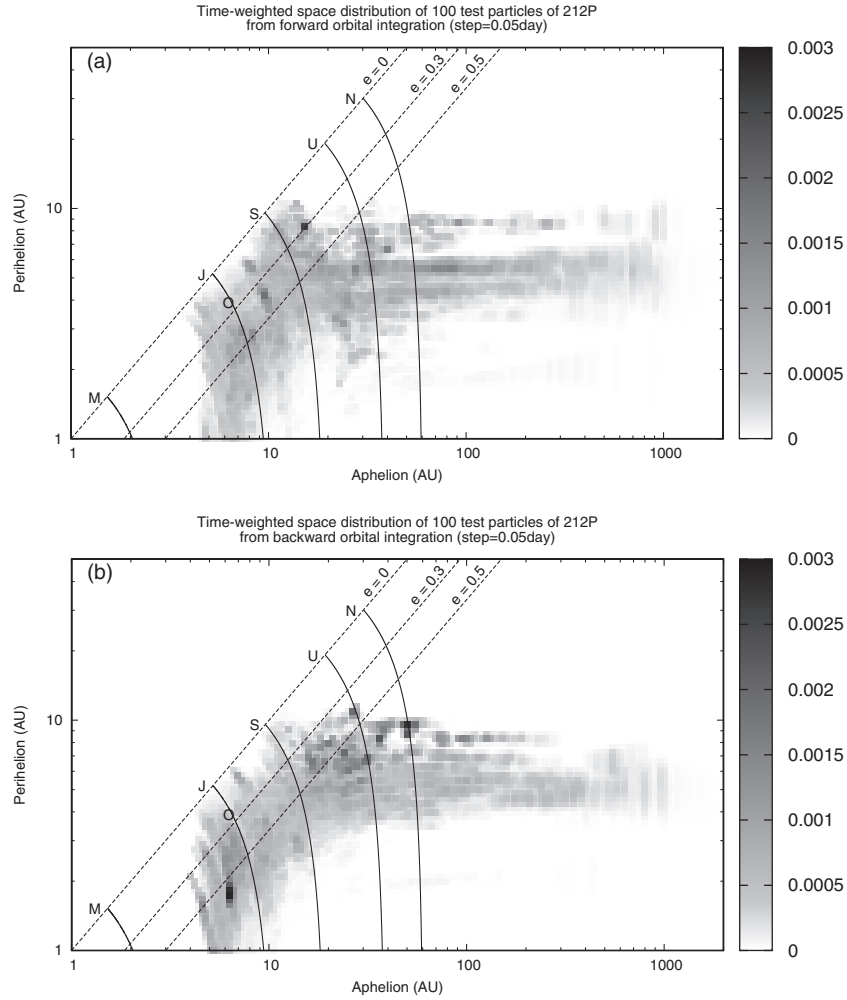 Time-weighted space distribution of 100 test particles of 212P
from forward orbital integration (step=0.05day)
(a)
e = 0
e = 0.3
e = 0.5
N
U
S
J
O
M
10
1
Perihelion (AU)
1
10
100
1000
Aphelion (AU)
0.003
0.0025
0.002
0.0015
0.001
0.0005
0
Time-weighted space distribution of 100 test particles of 212P
from backward orbital integration (step=0.05day)
(b)
e = 0
e = 0.3
e = 0.5
N
U
S
J
O
M
10
1
Perihelion (AU)
1
10
100
1000
Aphelion (AU)
0.003
0.0025
0.002
0.0015
0.001
0.0005
0